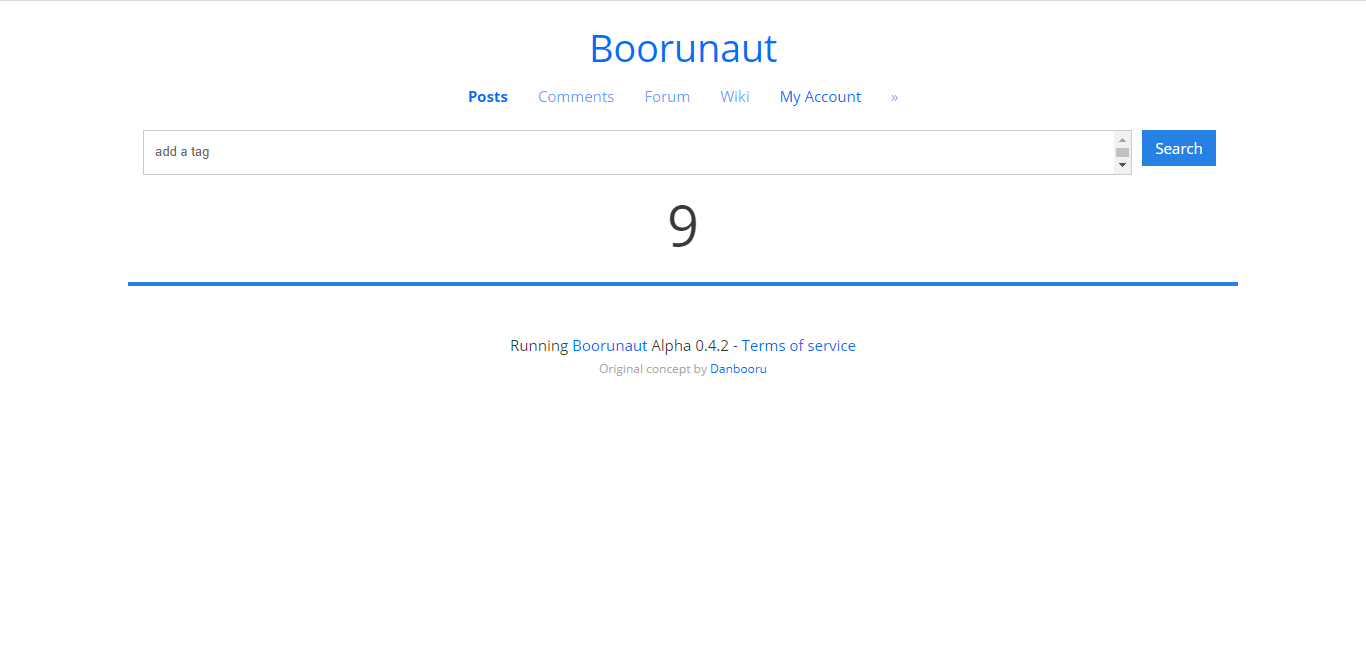 Boorunaut
Posts Comments Forum Wiki My Account »
add a tag Search
9
Running Boorunaut Alpha 0.4.2 - Terms of service
Original concept by Danbooru